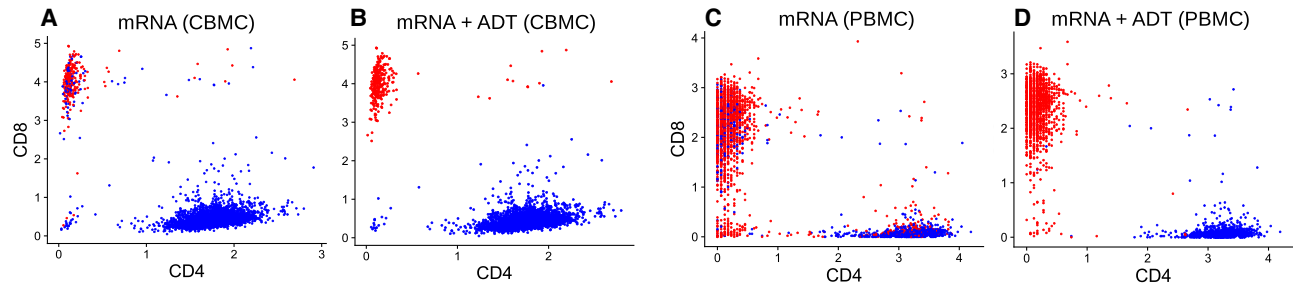 A mRNA (CBMC)
CD8
5
4
3
2
1
0
0 1 2 3
CD4
B mRNA + ADT (CBMC)
5
4
3
2
1
0
0 1 2
CD4
C mRNA (PBMC)
CD8
4
3
2
1
0
0 1 2 3 4
CD4
D mRNA + ADT (PBMC)
3
2
1
0
0 1 2 3 4
CD4